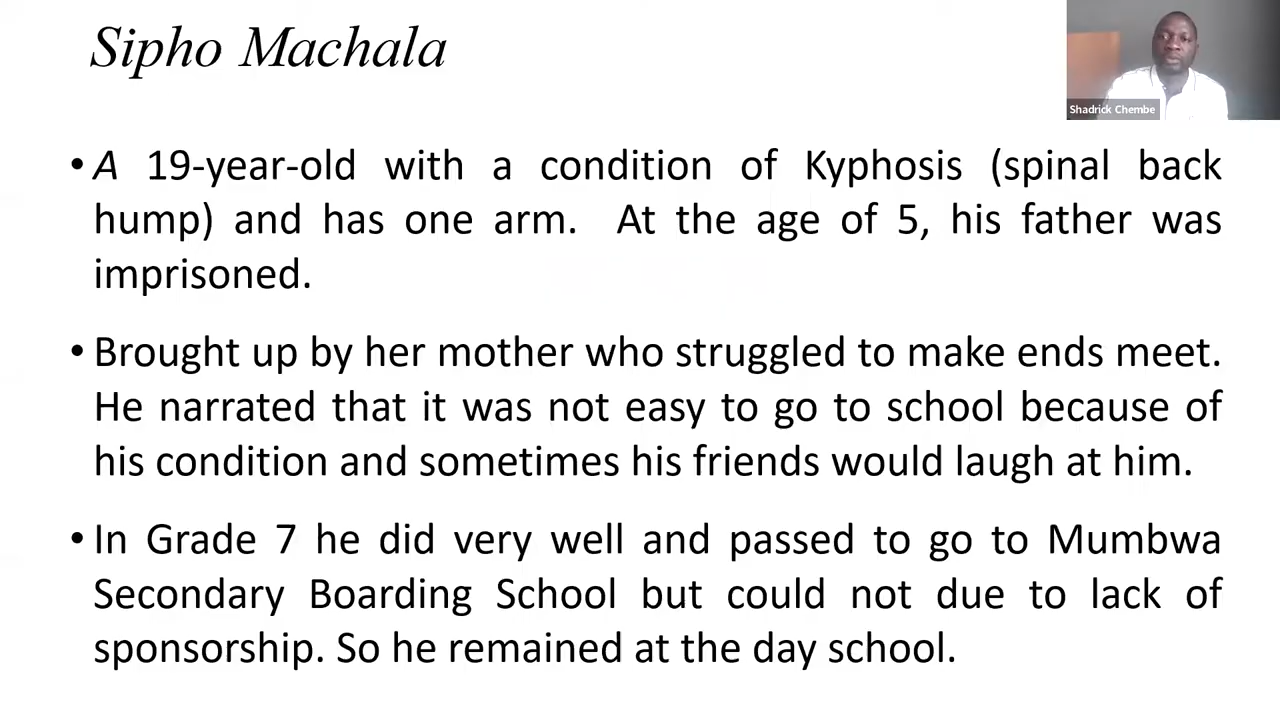 Sipho Machala
Shadrick Chembe
• A 19-year-old with a condition of Kyphosis (spinal back
hump) and has one arm.  At the age of 5, his father was
imprisoned.
• Brought up by her mother who struggled to make ends meet.
He narrated that it was not easy to go to school because of
his condition and sometimes his friends would laugh at him.
• In Grade 7 he did very well and passed to go to Mumbwa
Secondary Boarding School but could not due to lack of
sponsorship. So he remained at the day school.